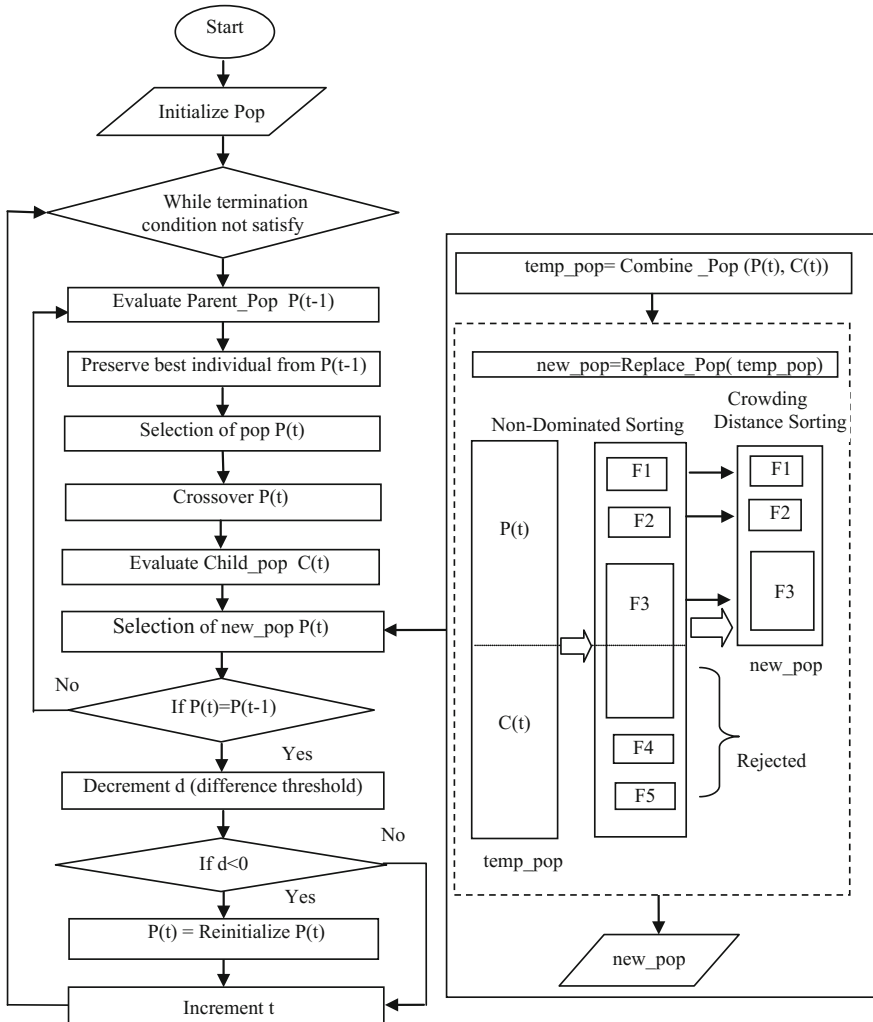 Start
Initialize Pop
While termination
condition not satisfy
Evaluate Parent_Pop P(t-1)
Preserve best individual from P(t-1)
Selection of pop P(t)
Crossover P(t)
Evaluate Child_pop C(t)
Selection of new_pop P(t)
No
If P(t)=P(t-1)
Yes
Decrement d (difference threshold)
No
If d<0
Yes
P(t) = Reinitialize P(t)
Increment t
temp_pop= Combine _Pop (P(t), C(t))
new_pop=Replace_Pop( temp_pop)
Non-Dominated Sorting
Crowding
Distance Sorting
P(t)
C(t)
temp_pop
F1
F2
F3
F4
F5
Rejected
F1
F2
F3
new_pop
new_pop